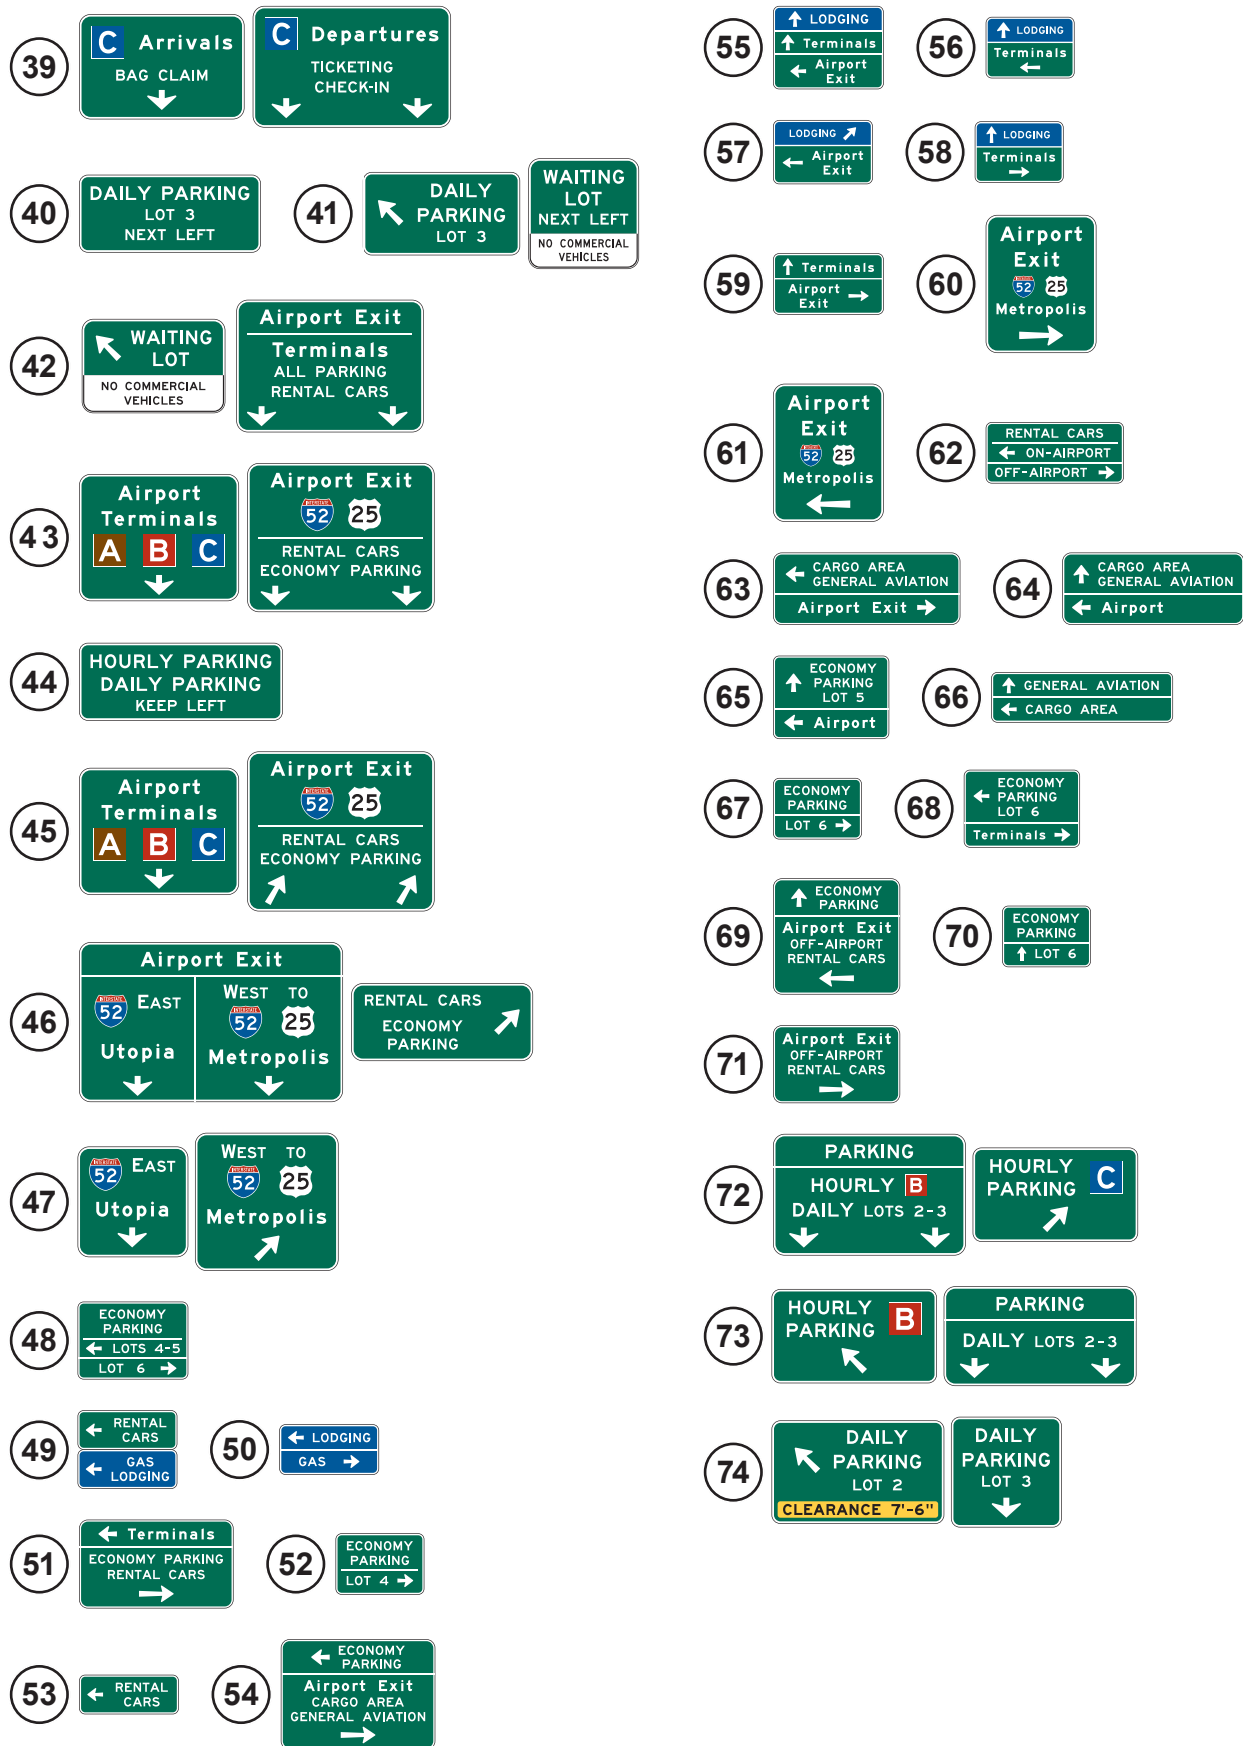 39
C Arrivals
BAG CLAIM
C Departures
TICKETING
CHECK-IN
40
DAILY PARKING
LOT 3
NEXT LEFT
41
DAILY
PARKING
LOT 3
WAITING
LOT
NEXT LEFT
NO COMMERCIAL
VEHICLES
42
WAITING
LOT
NO COMMERCIAL
VEHICLES
Airport Exit
Terminals
ALL PARKING
RENTAL CARS
43
Airport
Terminals
A B C
Airport Exit
INTERSTATE
52 25
RENTAL CARS
ECONOMY PARKING
44
HOURLY PARKING
DAILY PARKING
KEEP LEFT
45
Airport
Terminals
A B C
Airport Exit
INTERSTATE
52 25
RENTAL CARS
ECONOMY PARKING
46
Airport Exit
INTERSTATE
52 EAST
Utopia
WEST TO
INTERSTATE
52 25
Metropolis
RENTAL CARS
ECONOMY
PARKING
47
INTERSTATE
52 EAST
Utopia
WEST TO
INTERSTATE
52 25
Metropolis
48
ECONOMY
PARKING
LOTS 4-5
LOT 6
49
RENTAL
CARS
GAS
LODGING
50
LODGING
GAS
51
Terminals
ECONOMY PARKING
RENTAL CARS
52
ECONOMY
PARKING
LOT 4
53
RENTAL
CARS
54
ECONOMY
PARKING
Airport Exit
CARGO AREA
GENERAL AVIATION
55
LODGING
Terminals
Airport
Exit
56
LODGING
Terminals
57
LODGING
Airport
Exit
58
LODGING
Terminals
59
Terminals
Airport
Exit
60
Airport
Exit
52 25
Metropolis
61
Airport
Exit
52 25
Metropolis
62
RENTAL CARS
ON-AIRPORT
OFF-AIRPORT
63
CARGO AREA
GENERAL AVIATION
Airport Exit
64
CARGO AREA
GENERAL AVIATION
Airport
65
ECONOMY
PARKING
LOT 5
Airport
66
GENERAL AVIATION
CARGO AREA
67
ECONOMY
PARKING
LOT 6
68
ECONOMY
PARKING
LOT 6
Terminals
69
ECONOMY
PARKING
Airport Exit
OFF-AIRPORT
RENTAL CARS
70
ECONOMY
PARKING
LOT 6
71
Airport Exit
OFF-AIRPORT
RENTAL CARS
72
PARKING
HOURLY B
DAILY LOTS 2-3
HOURLY
PARKING C
73
HOURLY
PARKING B
PARKING
DAILY LOTS 2-3
74
DAILY
PARKING
LOT 2
CLEARANCE 7'-6"
DAILY
PARKING
LOT 3